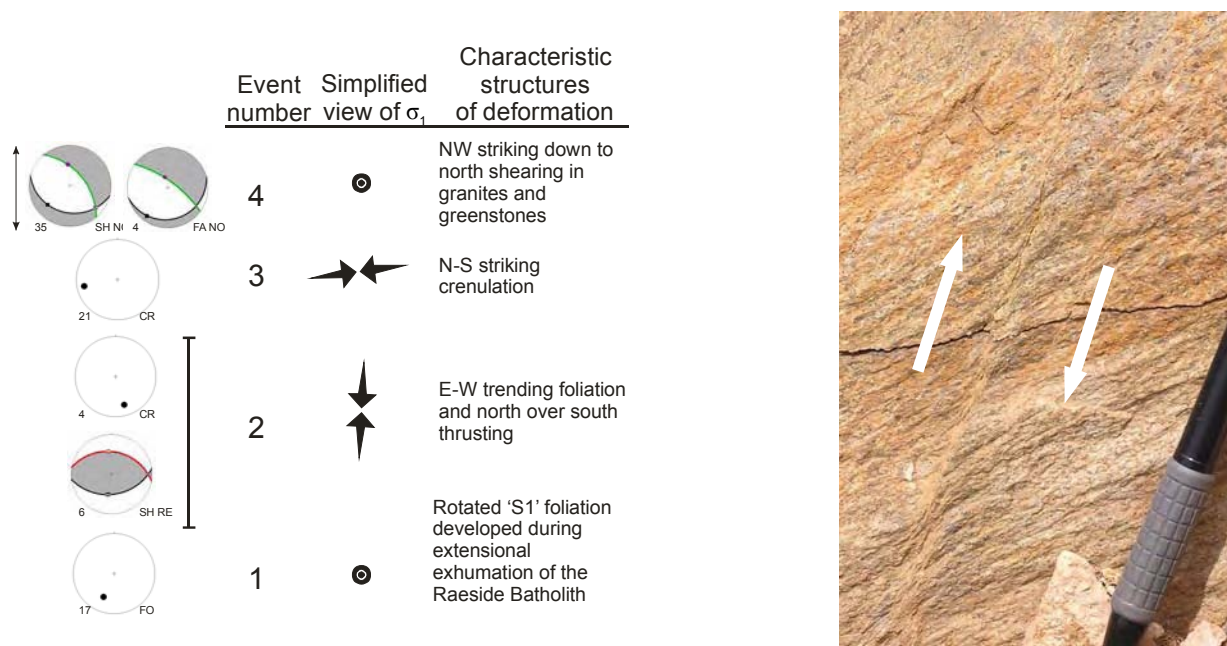 Event number
Simplified view of σ1
Characteristic structures of deformation
35
SH N
4
FA NO
4
NW striking down to
north shearing in
granites and
greenstones
21
CR
3
N-S striking
crenulation
4
CR
6
SH RE
2
E-W trending foliation
and north over south
thrusting
17
FO
1
Rotated ‘S1’ foliation
developed during
extensional
exhumation of the
Raeside Batholith